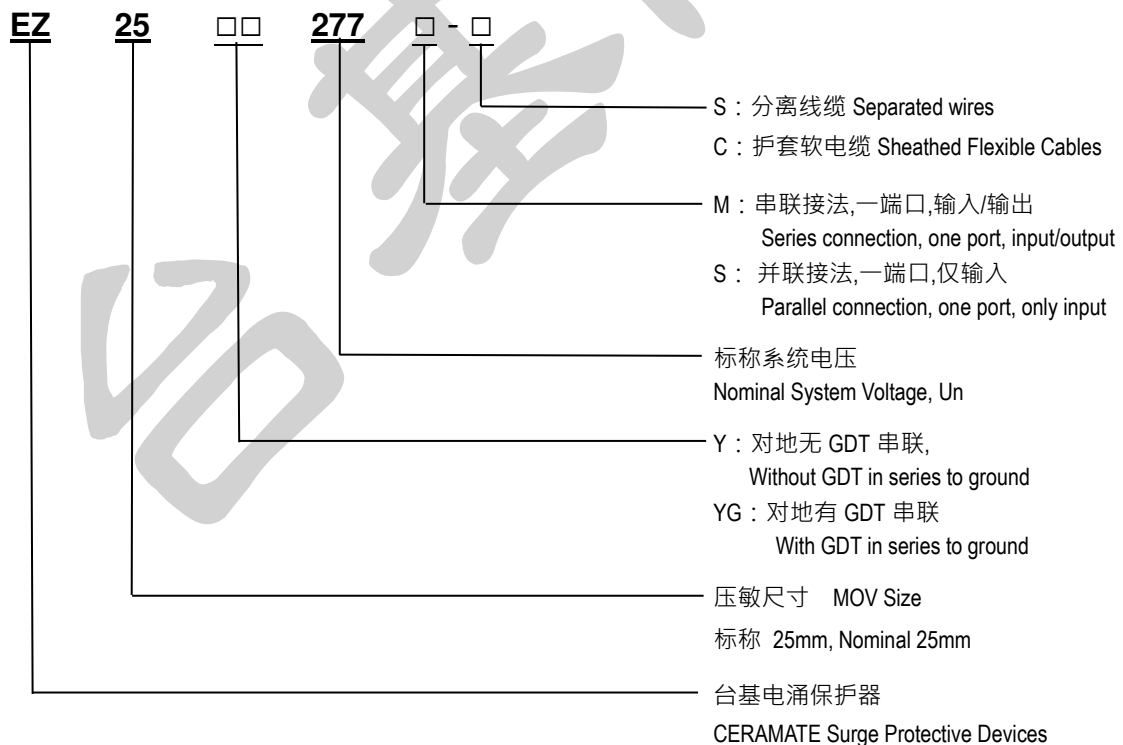 EZ 25 □□ 277 □ - □
S：分离线缆 Separated wires
C：护套软电缆 Sheathed Flexible Cables
M：串联接法,一端口,输入/输出
Series connection, one port, input/output
S： 并联接法,一端口,仅输入
Parallel connection, one port, only input
标称系统电压
Nominal System Voltage, Un
Y：对地无 GDT 串联,
Without GDT in series to ground
YG：对地有 GDT 串联
With GDT in series to ground
压敏尺寸 MOV Size
标称 25mm, Nominal 25mm
台基电涌保护器
CERAMATE Surge Protective Devices
台基